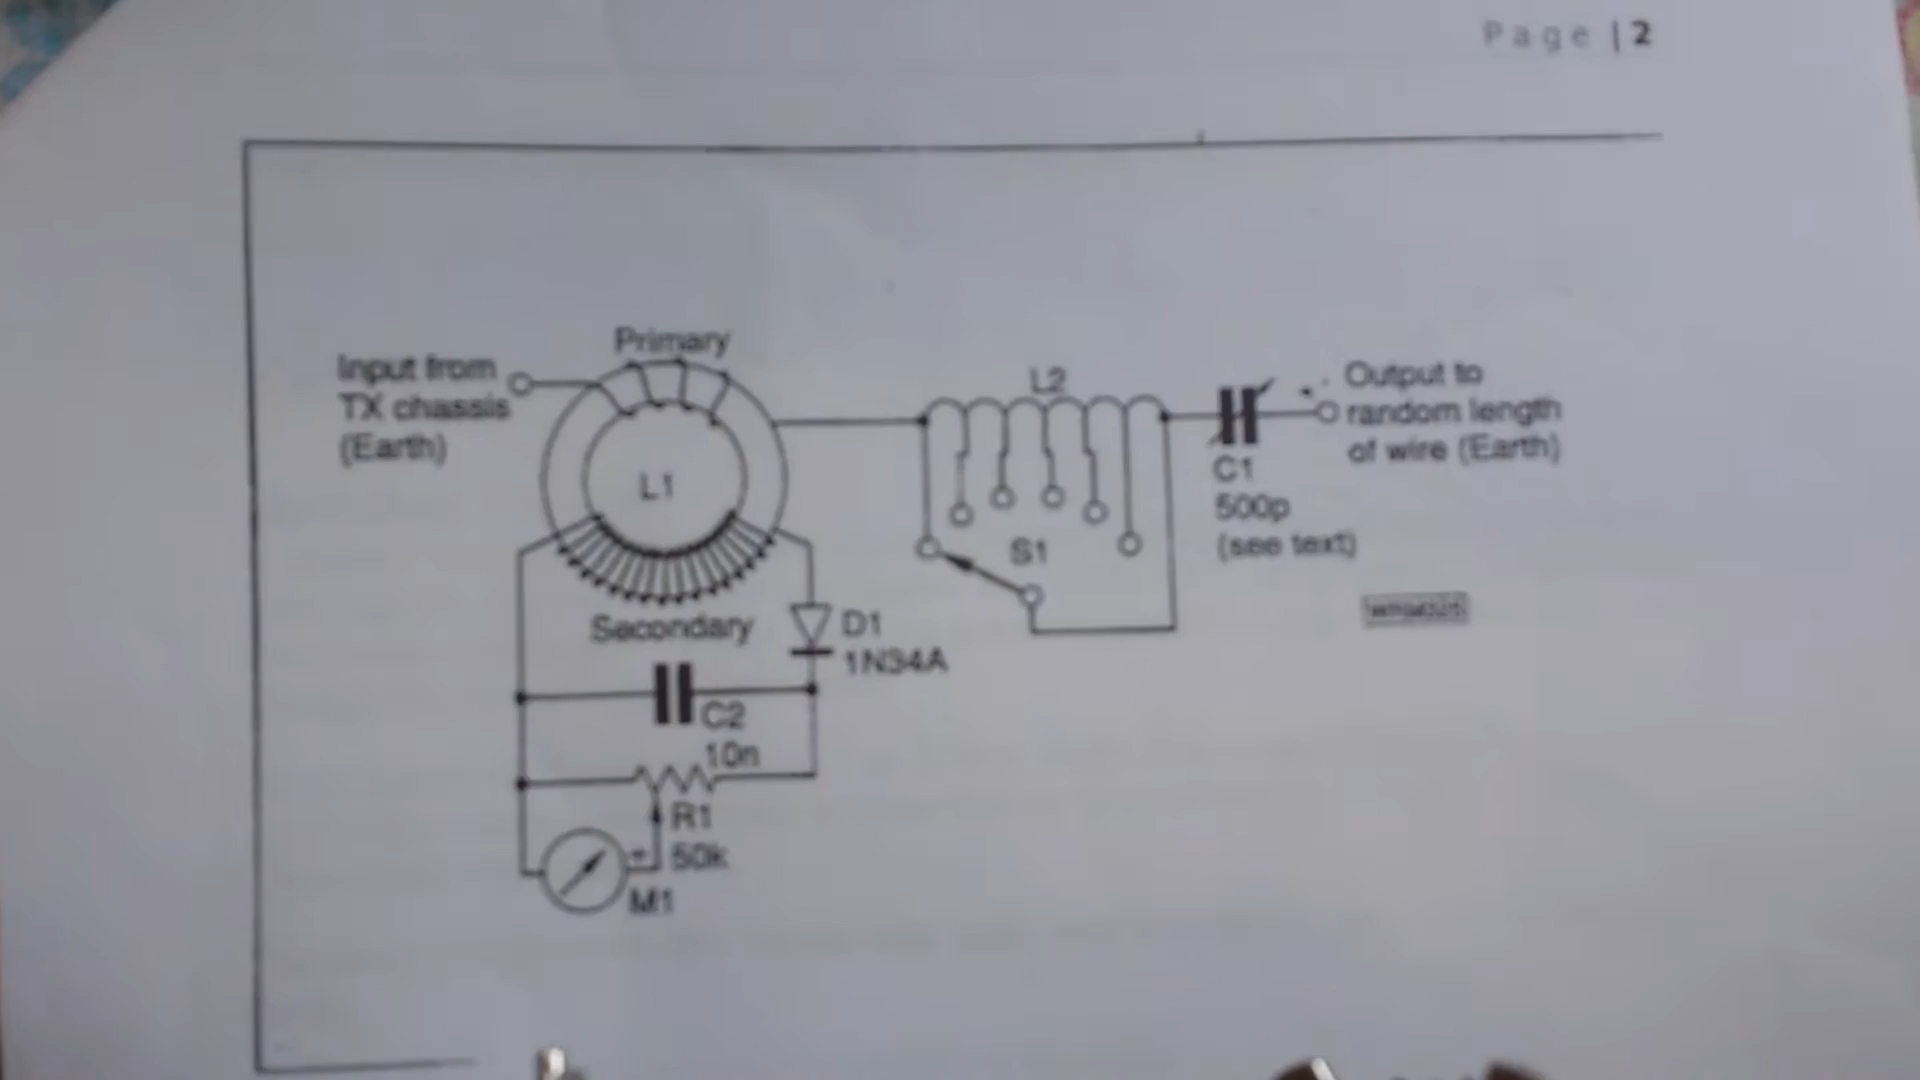 Page | 2
Primary
Input from
TX chassis
(Earth)
L1
Secondary
D1
1N34A
C2
10n
R1
50k
M1
L2
S1
C1
500p
(see text)
Output to
random length
of wire (Earth)